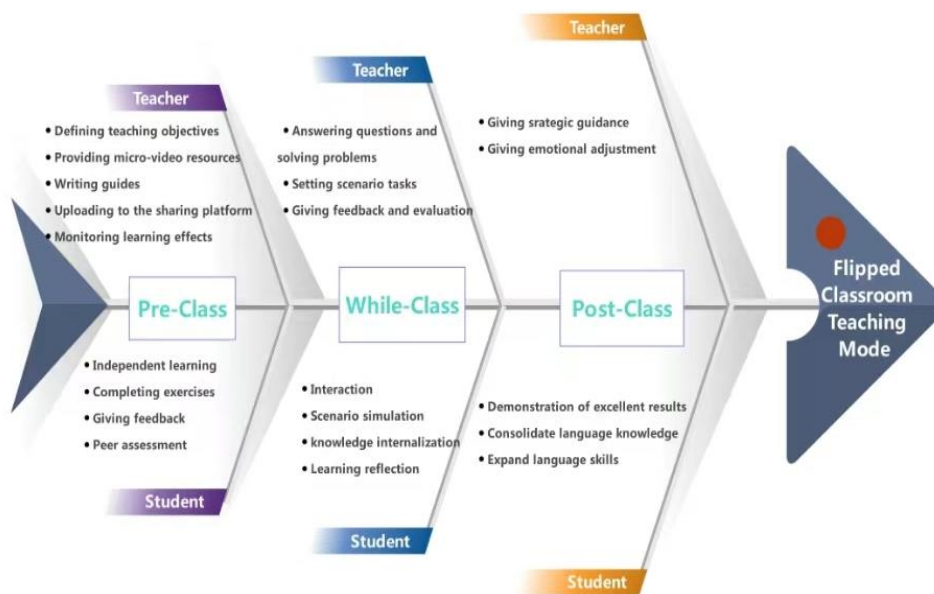 Teacher
• Defining teaching objectives
• Providing micro-video resources
• Writing guides
• Uploading to the sharing platform
• Monitoring learning effects
Teacher
• Answering questions and
solving problems
• Setting scenario tasks
• Giving feedback and evaluation
Teacher
• Giving srategic guidance
• Giving emotional adjustment
Pre-Class
While-Class
Post-Class
Flipped
Classroom
Teaching
Mode
• Independent learning
• Completing exercises
• Giving feedback
• Peer assessment
Student
• Interaction
• Scenario simulation
• knowledge internalization
• Learning reflection
Student
• Demonstration of excellent results
• Consolidate language knowledge
• Expand language skills
Student